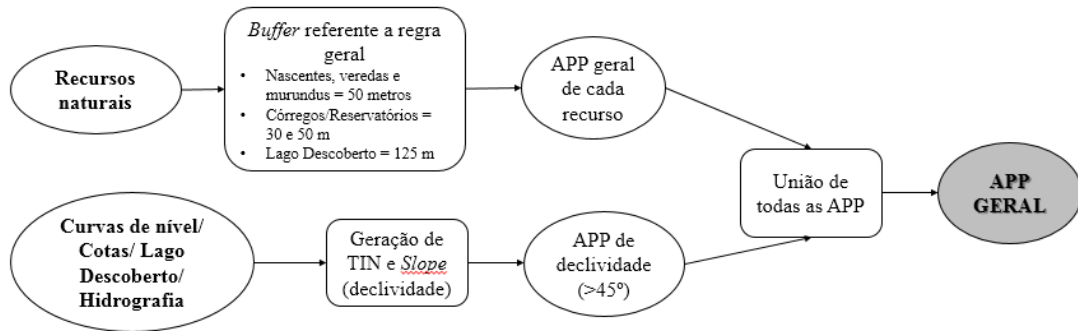 Recursos
naturais
Buffer referente a regra
geral
• Nascentes, veredas e
murundus = 50 metros
• Córregos/Reservatórios =
30 e 50 m
• Lago Descoberto = 125 m
APP geral
de cada
recurso
Curvas de nível/
Cotas/ Lago
Descoberto/
Hidrografia
Geração de
TIN e Slope
(declividade)
APP de
declividade
(>45º)
União de
todas as APP
APP
GERAL